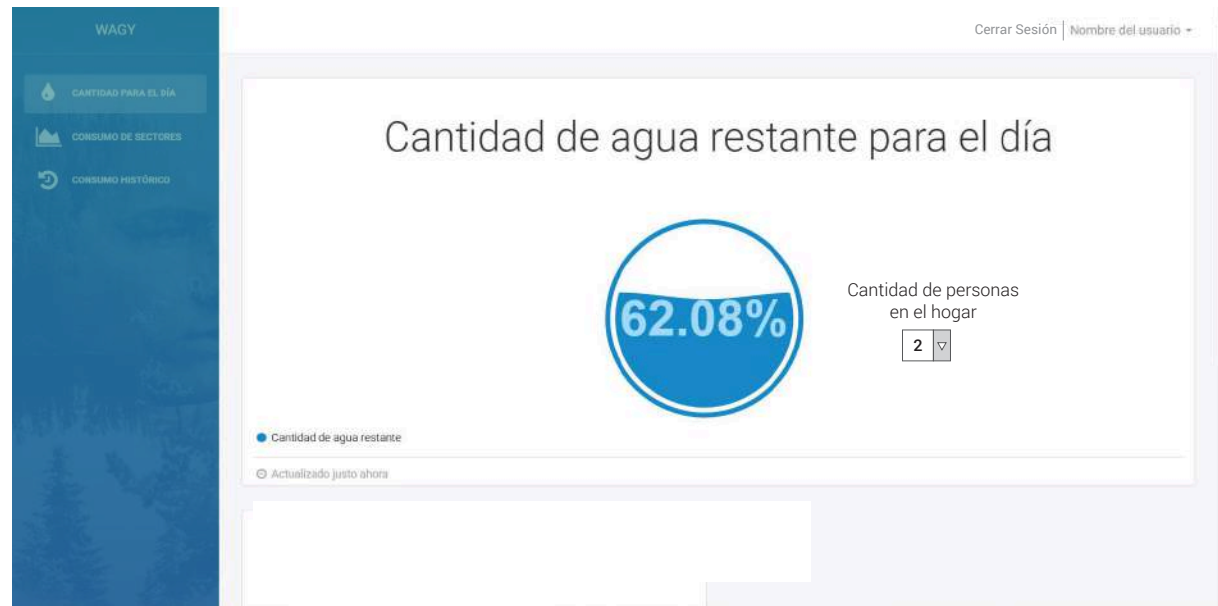 WAGY
Cerrar Sesión | Nombre del usuario
CANTIDAD PARA EL DÍA
CONSUMO DE SECTORES
CONSUMO HISTÓRICO
Cantidad de agua restante para el día
62.08%
Cantidad de personas
en el hogar
2
Cantidad de agua restante
Actualizado justo ahora